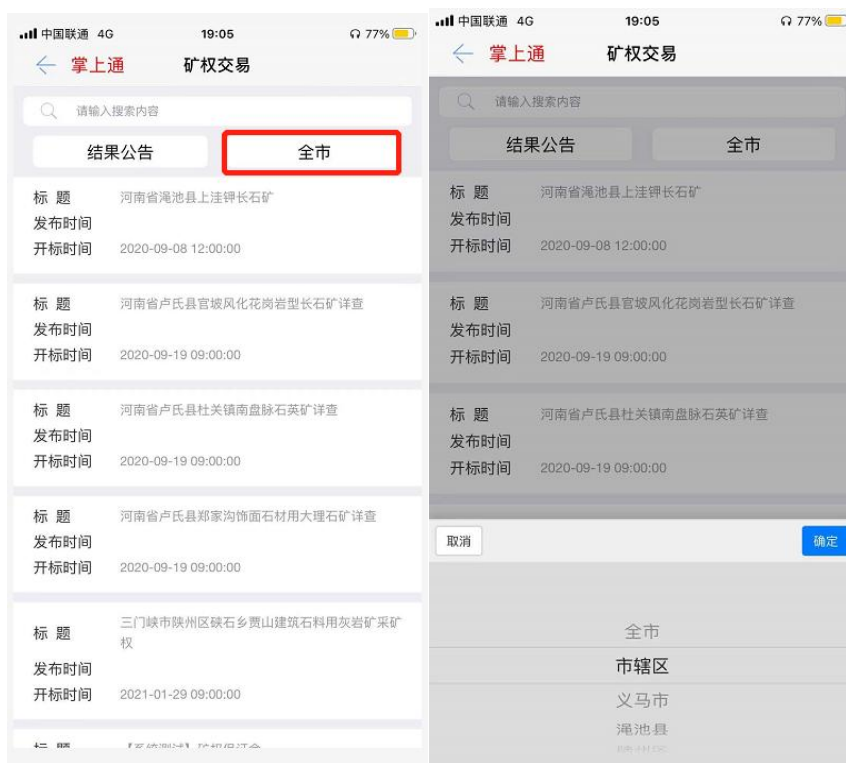 中国联通 4G 19:05 77%
掌上通 矿权交易
请输入搜索内容
结果公告 全市
标 题 河南省渑池县上洼钾长石矿
发布时间
开标时间 2020-09-08 12:00:00
标 题 河南省卢氏县官坡风化花岗岩型长石矿详查
发布时间
开标时间 2020-09-19 09:00:00
标 题 河南省卢氏县杜关镇南盘脉石英矿详查
发布时间
开标时间 2020-09-19 09:00:00
标 题 河南省卢氏县郑家沟饰面石材用大理石矿详查
发布时间
开标时间 2020-09-19 09:00:00
标 题 三门峡市陕州区硖石乡贾山建筑石料用灰岩矿采矿
权
发布时间
开标时间 2021-01-29 09:00:00
标 题 【系统测试】矿权保证金
中国联通 4G 19:05 77%
掌上通 矿权交易
请输入搜索内容
结果公告 全市
标 题 河南省渑池县上洼钾长石矿
发布时间
开标时间 2020-09-08 12:00:00
标 题 河南省卢氏县官坡风化花岗岩型长石矿详查
发布时间
开标时间 2020-09-19 09:00:00
标 题 河南省卢氏县杜关镇南盘脉石英矿详查
发布时间
开标时间 2020-09-19 09:00:00
取消 确定
全市
市辖区
义马市
渑池县